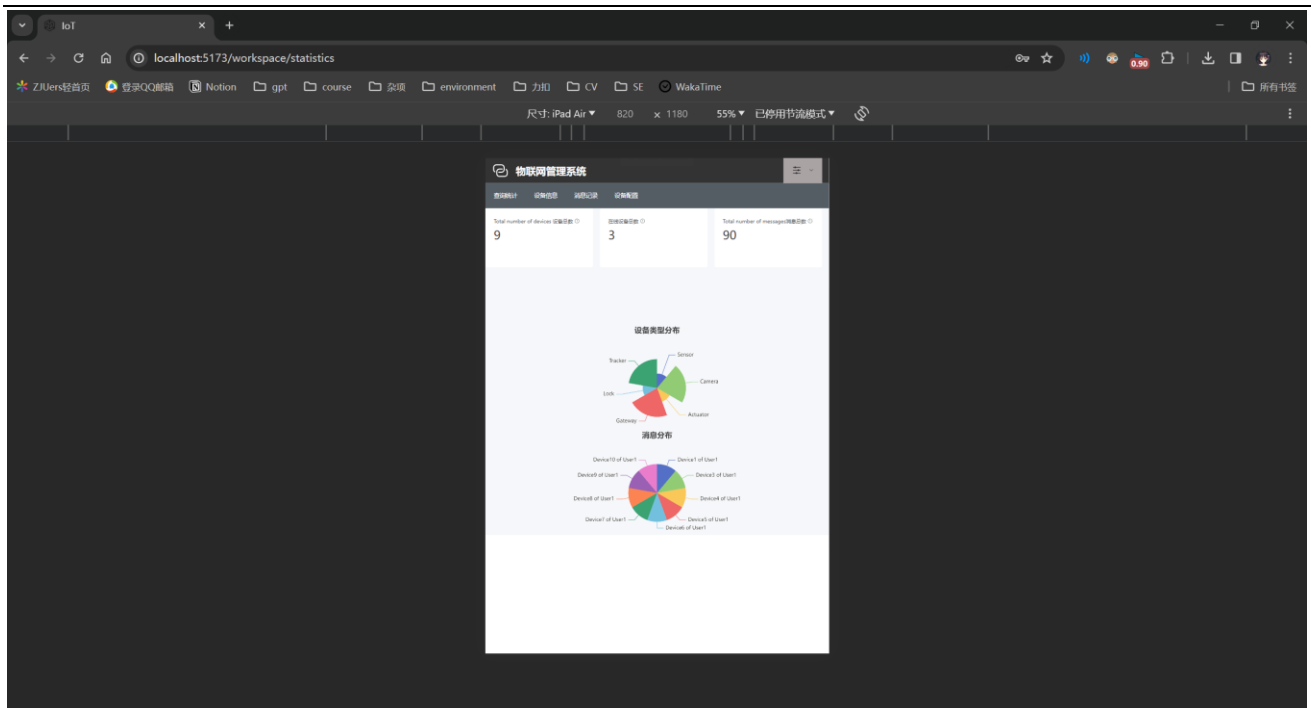 IoT
localhost:5173/workspace/statistics
0.90
ZJUers轻首页 登录QQ邮箱 Notion gpt course 杂项 environment 力扣 CV SE WakaTime 所有书签
尺寸: iPad Air 820 × 1180 55% 已停用节流模式
物联网管理系统
查询统计 设备信息 消息记录 设备配置
Total number of devices 设备总数 在线设备总数 Total number of messages消息总数
9 3 90
设备类型分布
Tracker Sensor
Camera
Lock
Actuator
Gateway
消息分布
Device10 of User1 Device1 of User1
Device9 of User1 Device3 of User1
Device8 of User1 Device4 of User1
Device7 of User1 Device5 of User1
Device6 of User1